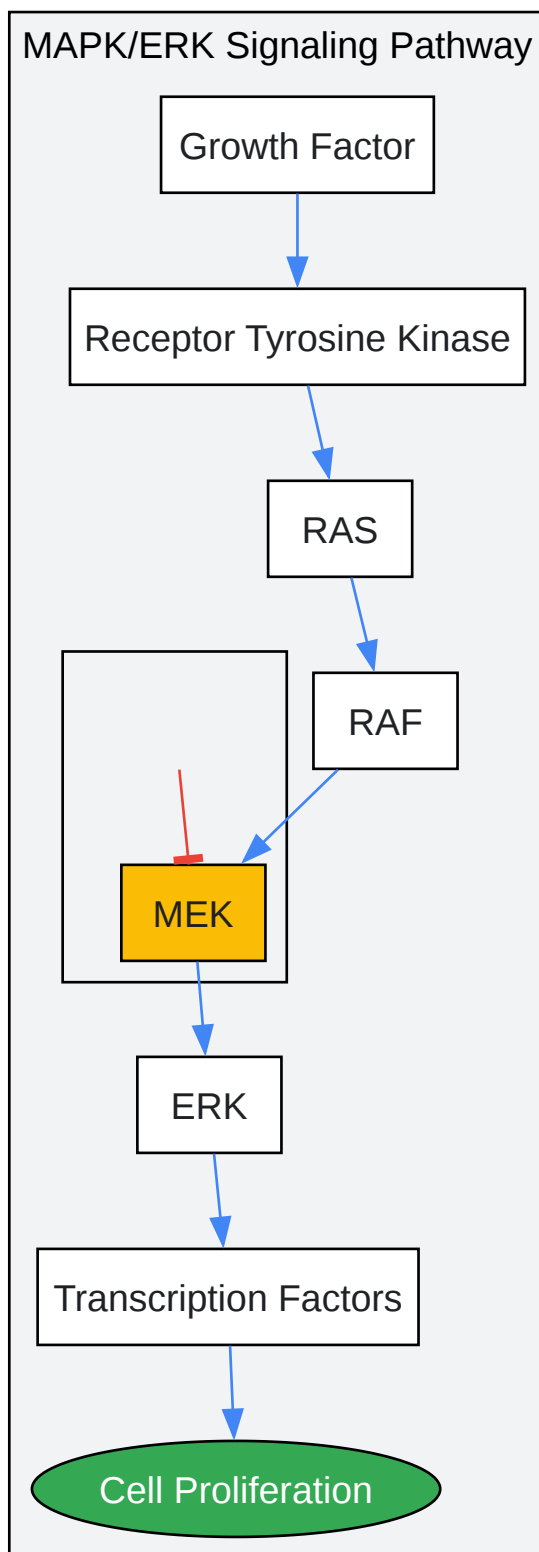 MAPK/ERK Signaling Pathway
Growth Factor
Receptor Tyrosine Kinase
RAS
RAF
MEK
ERK
Transcription Factors
Cell Proliferation